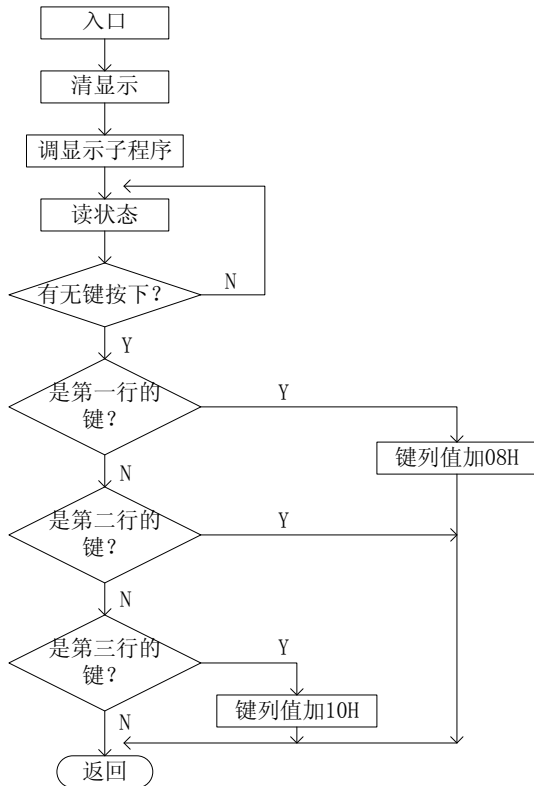 入口
清显示
调显示子程序
读状态
有无键按下？
N
Y
是第一行的
键？
Y
键列值加08H
N
是第二行的
键？
Y
N
是第三行的
键？
Y
键列值加10H
N
返回